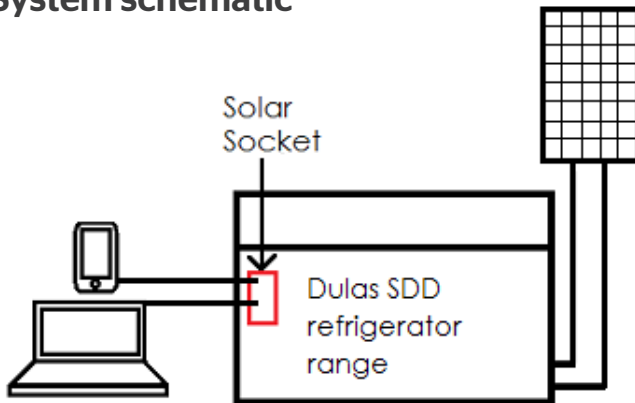 System schematic
Solar
Socket
Dulas SDD
refrigerator
range